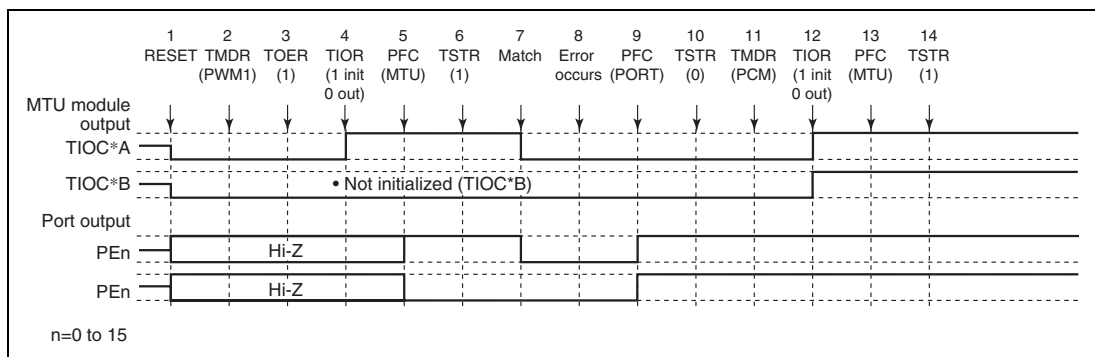 1 2 3 4 5 6 7 8 9 10 11 12 13 14
RESET TMDR TOER TIOR PFC TSTR Match Error PFC TSTR TMDR TIOR PFC TSTR
(PWM1) (1) (1 init (MTU) (1) occurs (PORT) (0) (PCM) (1 init (MTU) (1)
0 out) 0 out)
MTU module
output
TIOC*A
TIOC*B
• Not initialized (TIOC*B)
Port output
PEn
Hi-Z
PEn
Hi-Z
n=0 to 15